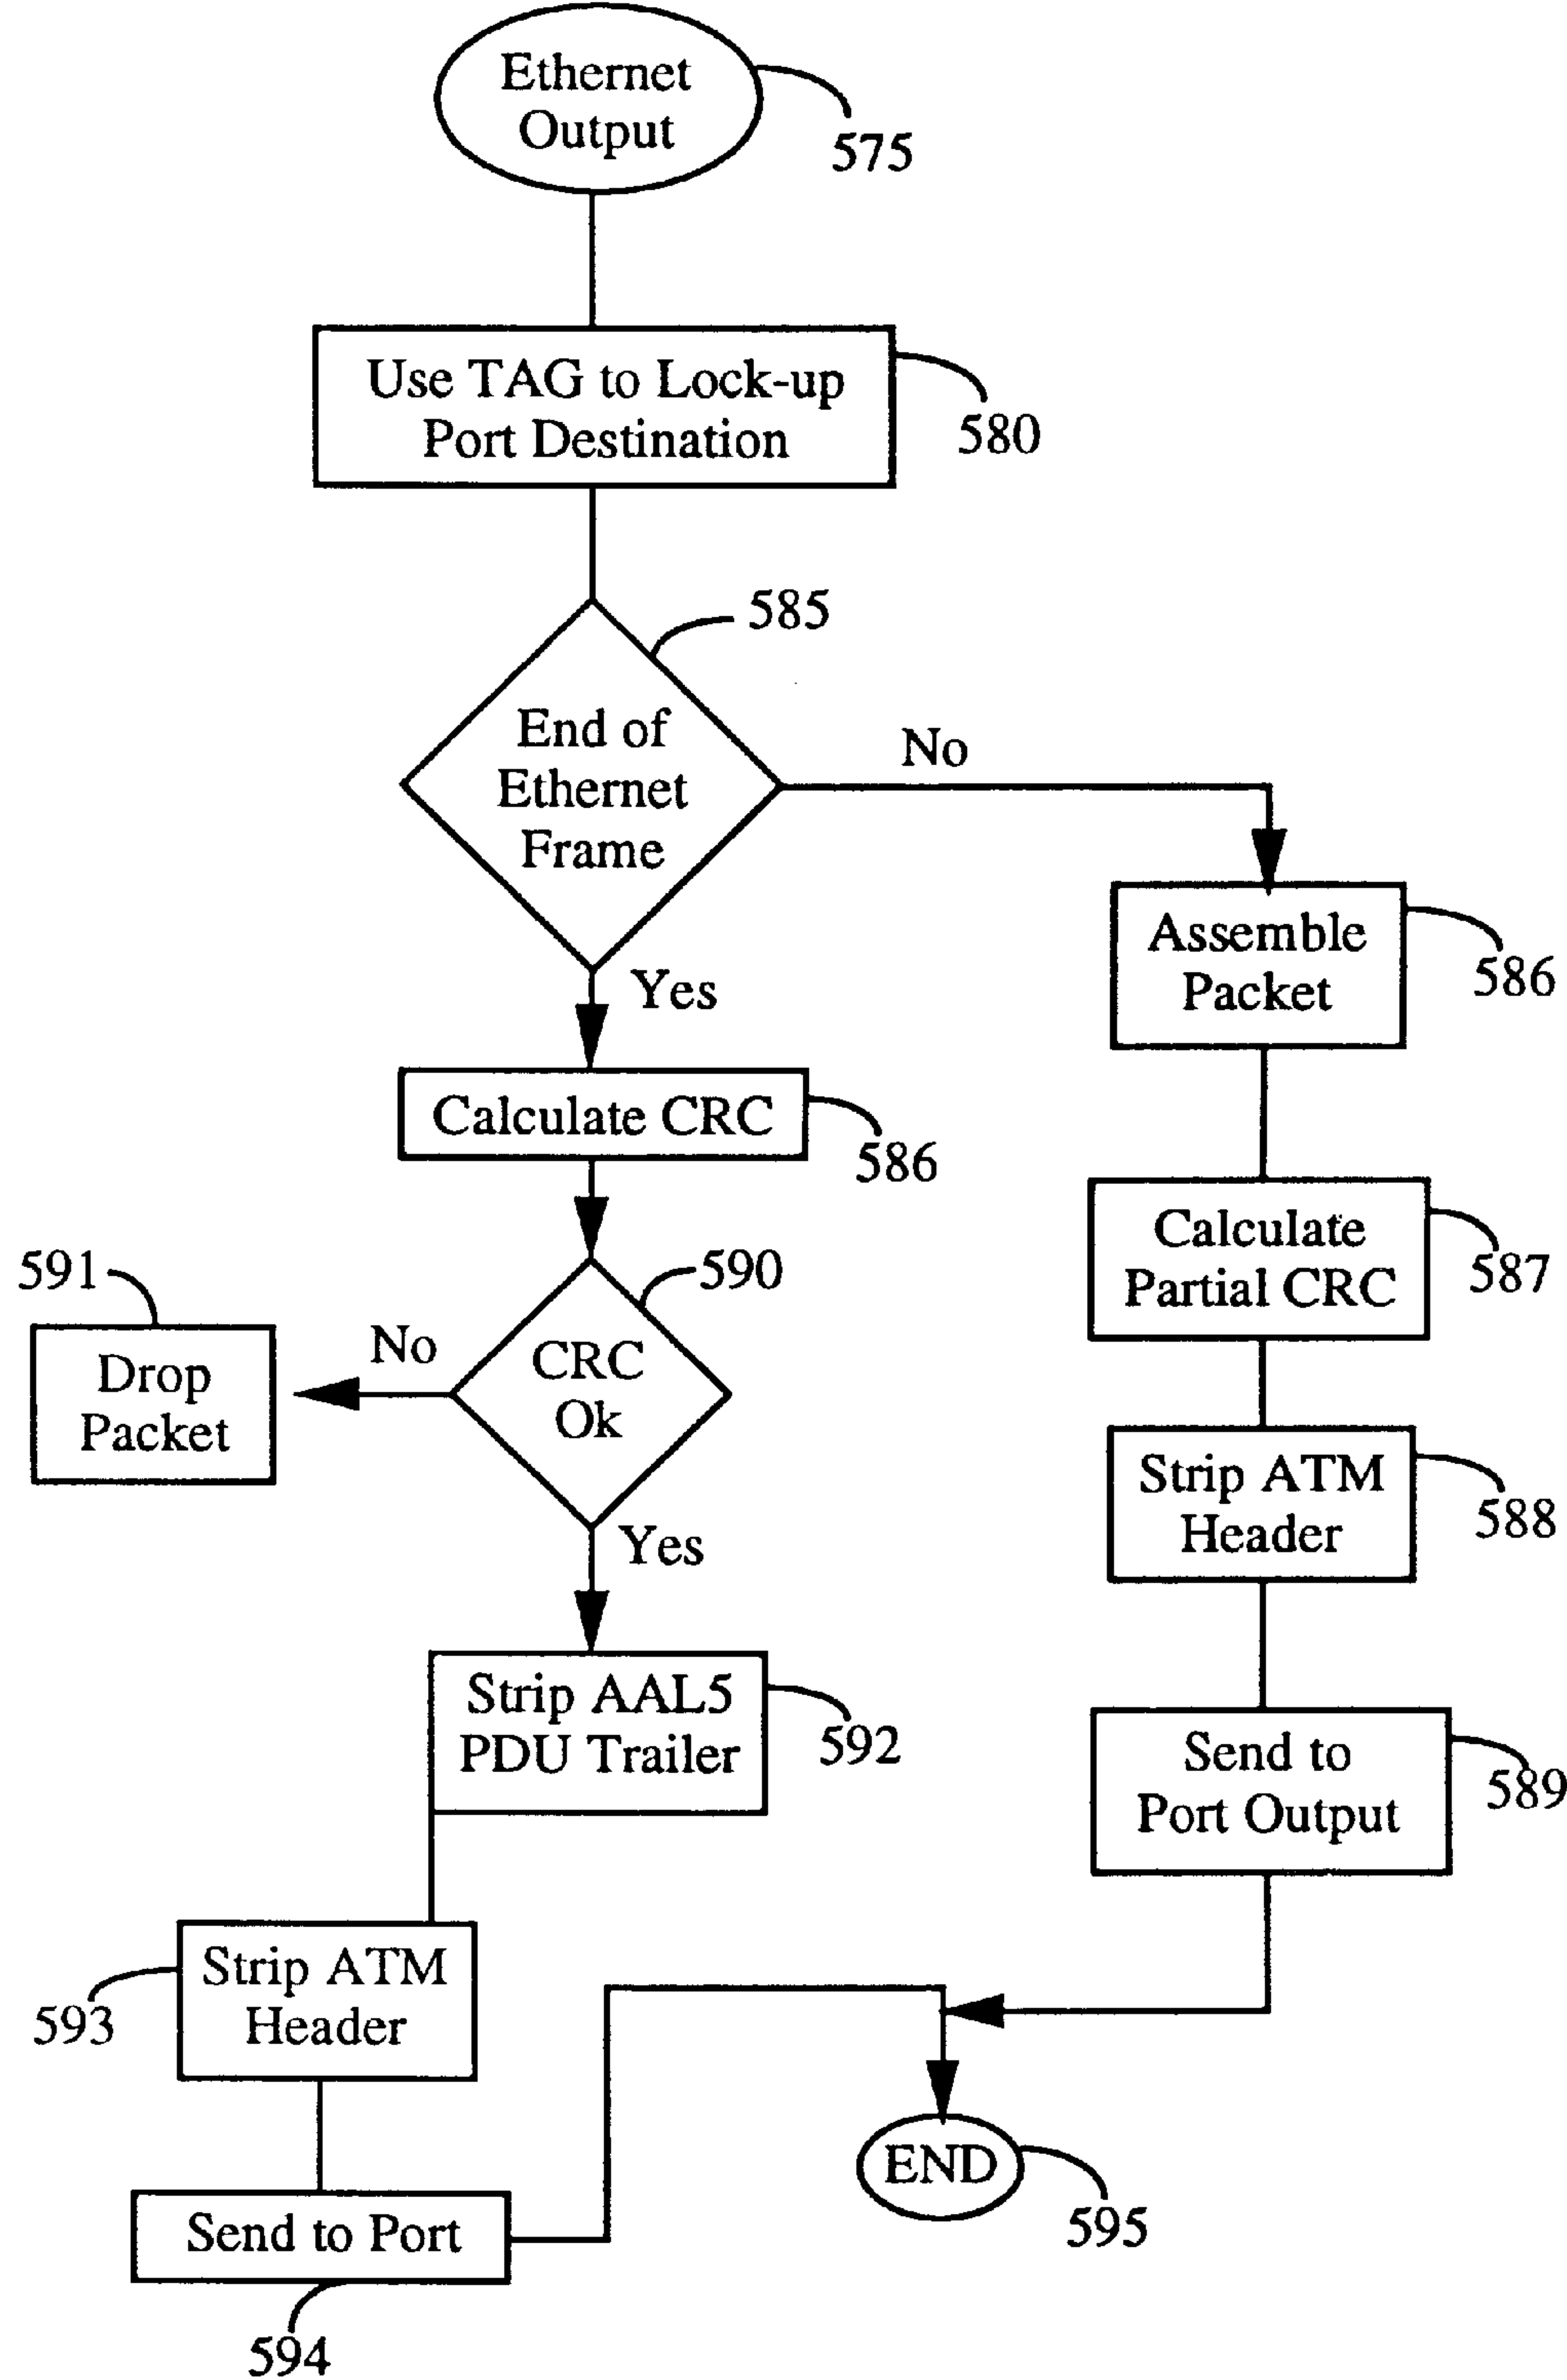 Ethernet
Output
575
Use TAG to Lock-up
Port Destination
580
585
End of
Ethernet
Frame
No
Yes
Assemble
Packet
586
Calculate CRC
586
Calculate
Partial CRC
587
591
Drop
Packet
No
590
CRC
Ok
Yes
Strip ATM
Header
588
Strip AAL5
PDU Trailer
592
Send to
Port Output
589
Strip ATM
Header
593
END
595
Send to Port
594